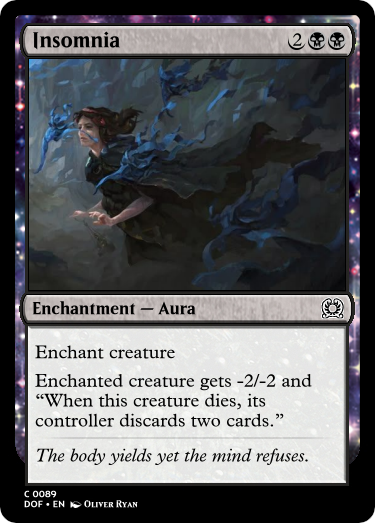 Insomnia 2
Enchantment — Aura
Enchant creature
Enchanted creature gets -2/-2 and
“When this creature dies, its
controller discards two cards.”
The body yields yet the mind refuses.
C 0089
DOF • EN Oliver Ryan